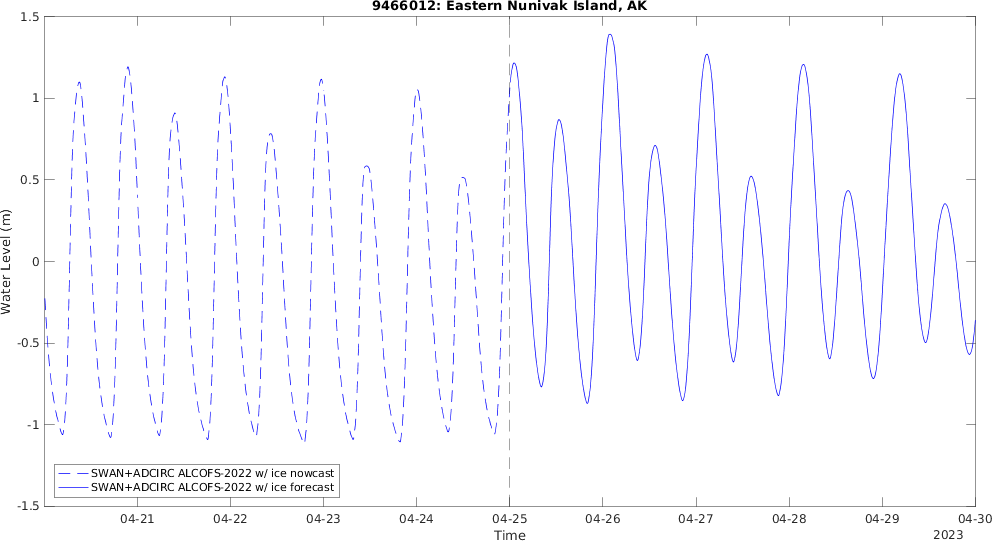 9466012: Eastern Nunivak Island, AK
1.5
1
0.5
0
-0.5
-1
-1.5
Water Level (m)
SWAN+ADCIRC ALCOFS-2022 w/ ice nowcast
SWAN+ADCIRC ALCOFS-2022 w/ ice forecast
04-21 04-22 04-23 04-24 04-25 04-26 04-27 04-28 04-29 04-30
Time
2023